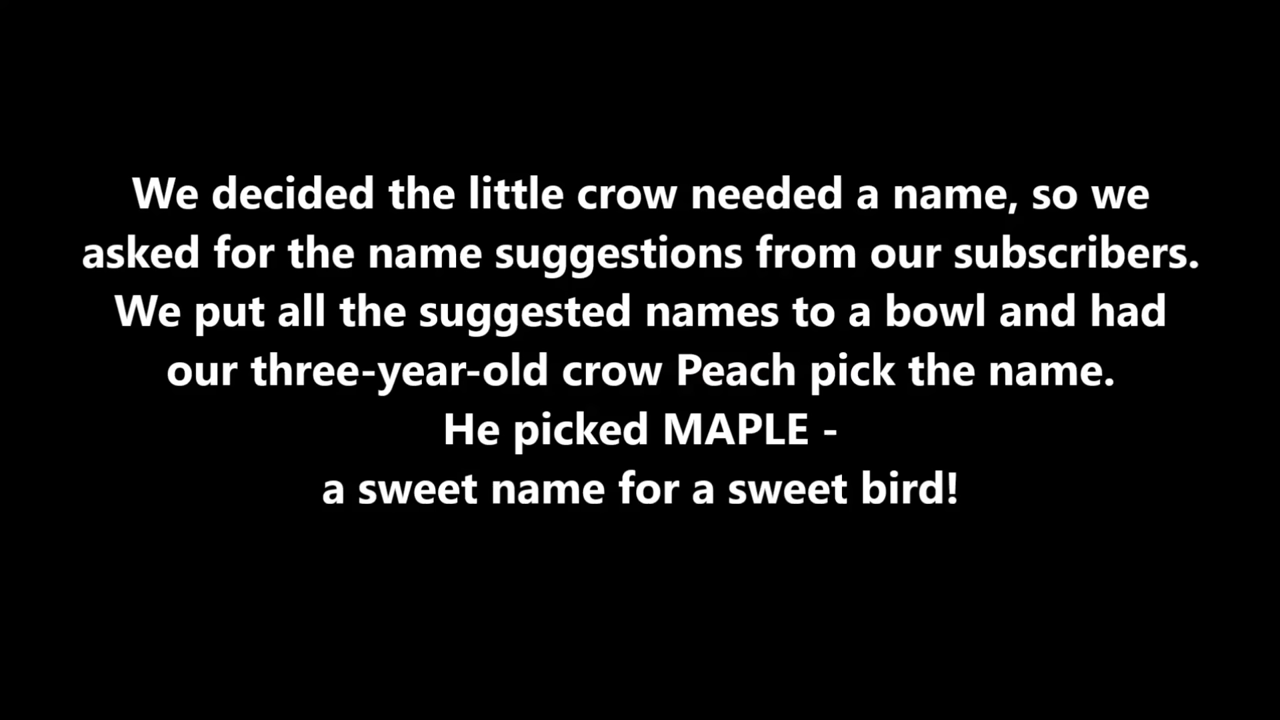 We decided the little crow needed a name, so we
asked for the name suggestions from our subscribers.
We put all the suggested names to a bowl and had
our three-year-old crow Peach pick the name.
He picked MAPLE -
a sweet name for a sweet bird!